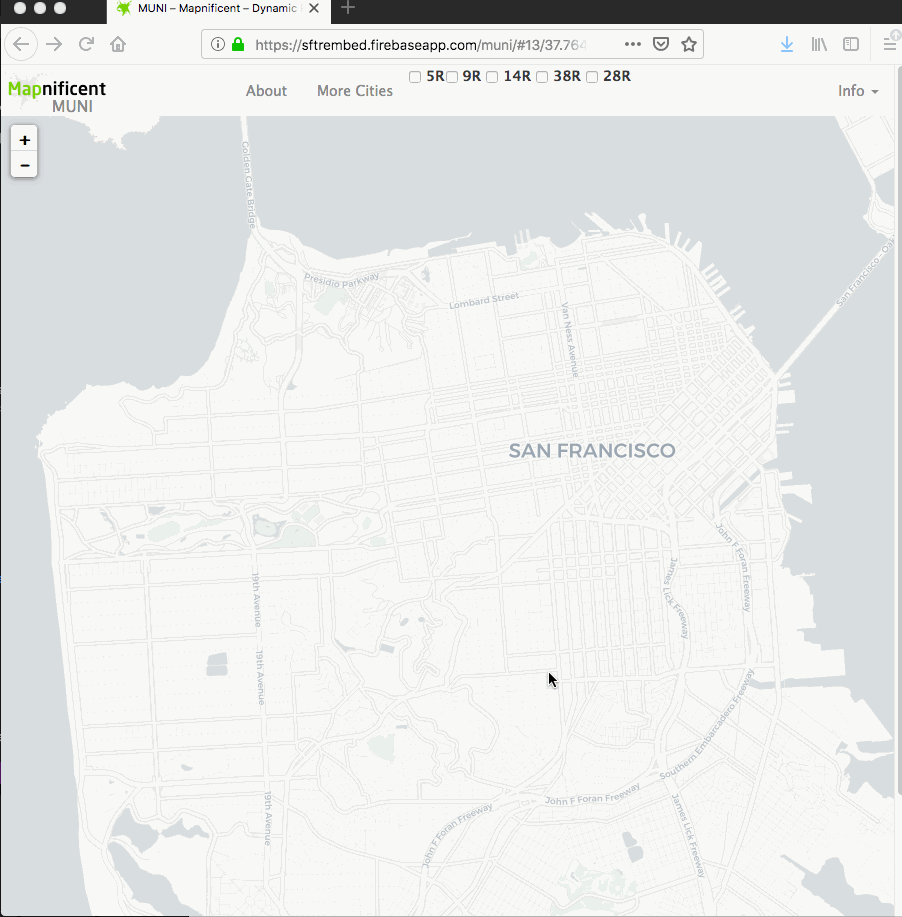 MUNI – Mapnificent – Dynamic
https://sftrembed.firebaseapp.com/muni/#13/37.764
Mapnificent
MUNI
About
More Cities
5R 9R 14R 38R 28R
Info
+
−
Golden Gate Bridge
Presidio Parkway
Lombard Street
Van Ness Avenue
San Francisco - Oa
SAN FRANCISCO
John F Foran Freeway
James Lick Freeway
19th Avenue
19th Avenue
Southern Embarcadero Freeway
19th Avenue
John F Foran Freeway
John F Foran Freeway
James Lick Freeway